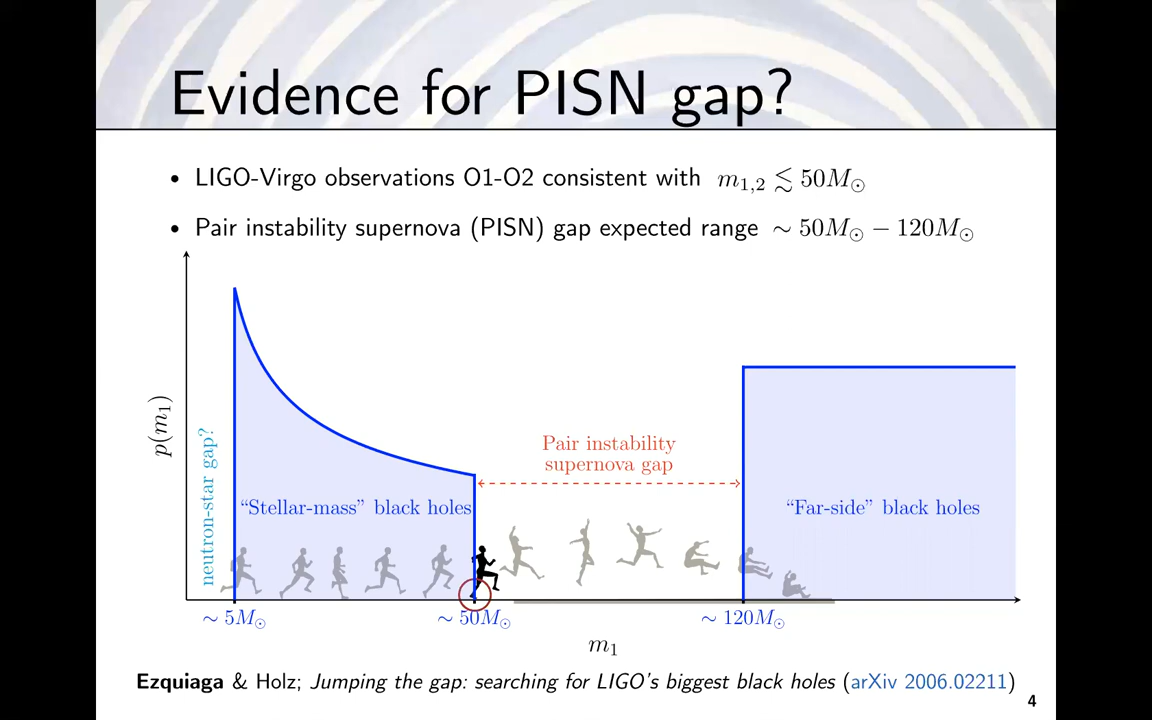 Evidence for PISN gap?
• LIGO-Virgo observations O1-O2 consistent with m₁,₂ ≲ 50M⊙
• Pair instability supernova (PISN) gap expected range ∼ 50M⊙ − 120M⊙
p(m₁)
neutron-star gap?
Pair instability
supernova gap
“Stellar-mass” black holes
“Far-side” black holes
∼ 5M⊙
∼ 50M⊙
∼ 120M⊙
m₁
Ezquiaga & Holz; Jumping the gap: searching for LIGO’s biggest black holes (arXiv 2006.02211)
4